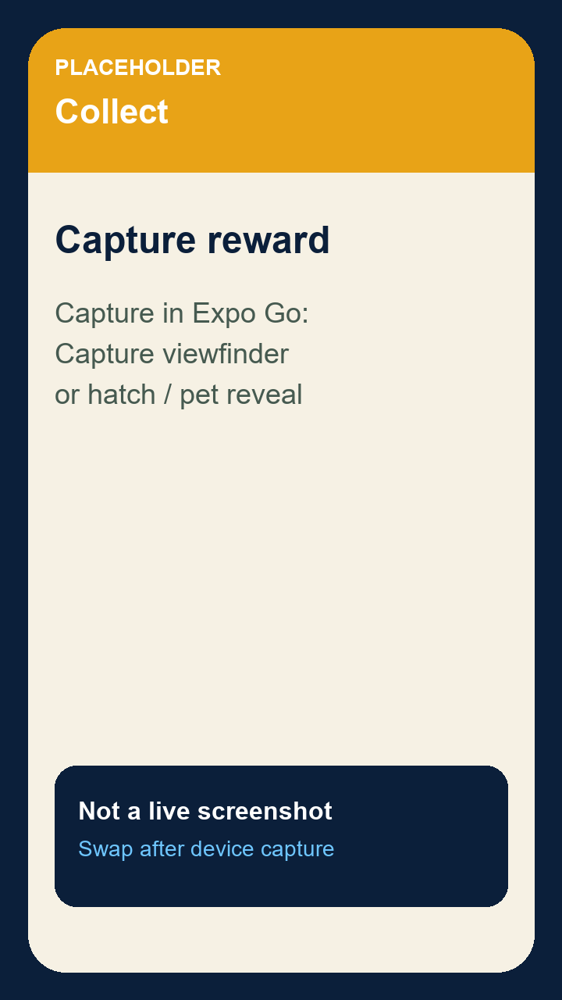 PLACEHOLDER
Collect
Capture reward
Capture in Expo Go:
Capture viewfinder
or hatch / pet reveal
Not a live screenshot
Swap after device capture